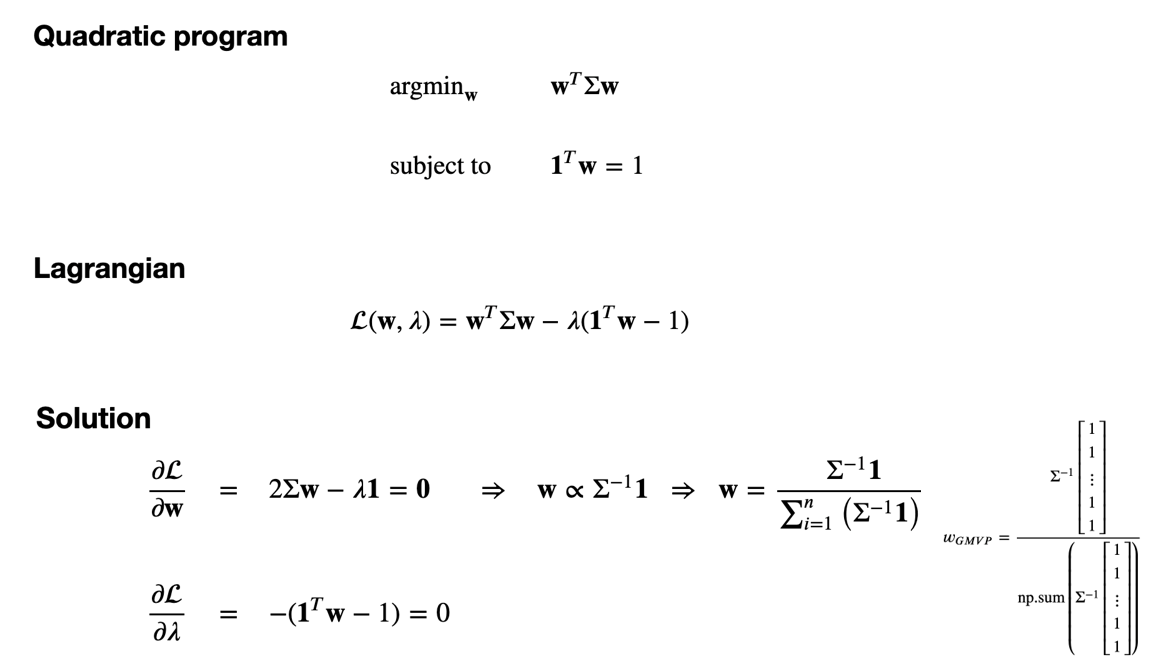 Quadratic program
argmin_𝐰 𝐰^T Σ𝐰
subject to 𝟏^T 𝐰 = 1
Lagrangian
ℒ(𝐰, λ) = 𝐰^T Σ𝐰 − λ(𝟏^T 𝐰 − 1)
Solution
∂ℒ/∂𝐰 = 2Σ𝐰 − λ𝟏 = 𝟎 ⇒ 𝐰 ∝ Σ^{−1}𝟏 ⇒ 𝐰 = Σ^{−1}𝟏 / ∑_{i=1}^{n} (Σ^{−1}𝟏)
w_{GMVP} = Σ^{−1} [1 1 ⋮ 1 1] / np.sum(Σ^{−1} [1 1 ⋮ 1 1])
∂ℒ/∂λ = −(𝟏^T 𝐰 − 1) = 0